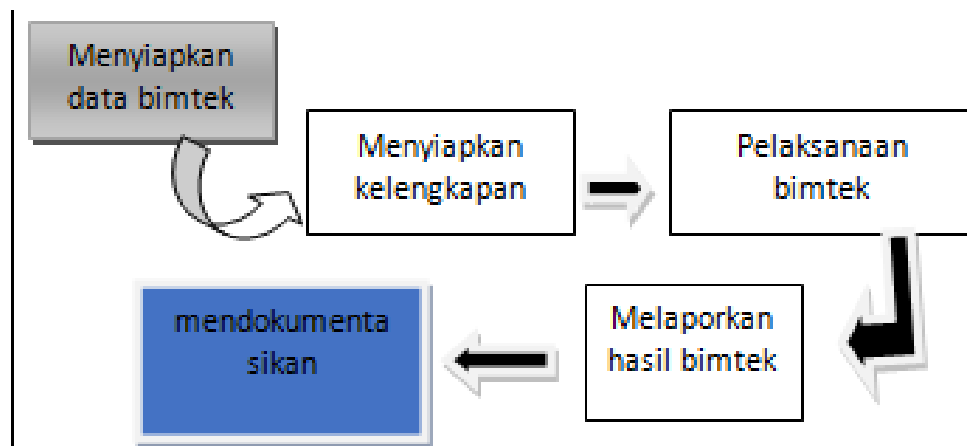 Menyiapkan
data bimtek
Menyiapkan
kelengkapan
Pelaksanaan
bimtek
Melaporkan
hasil bimtek
mendokumenta
sikan